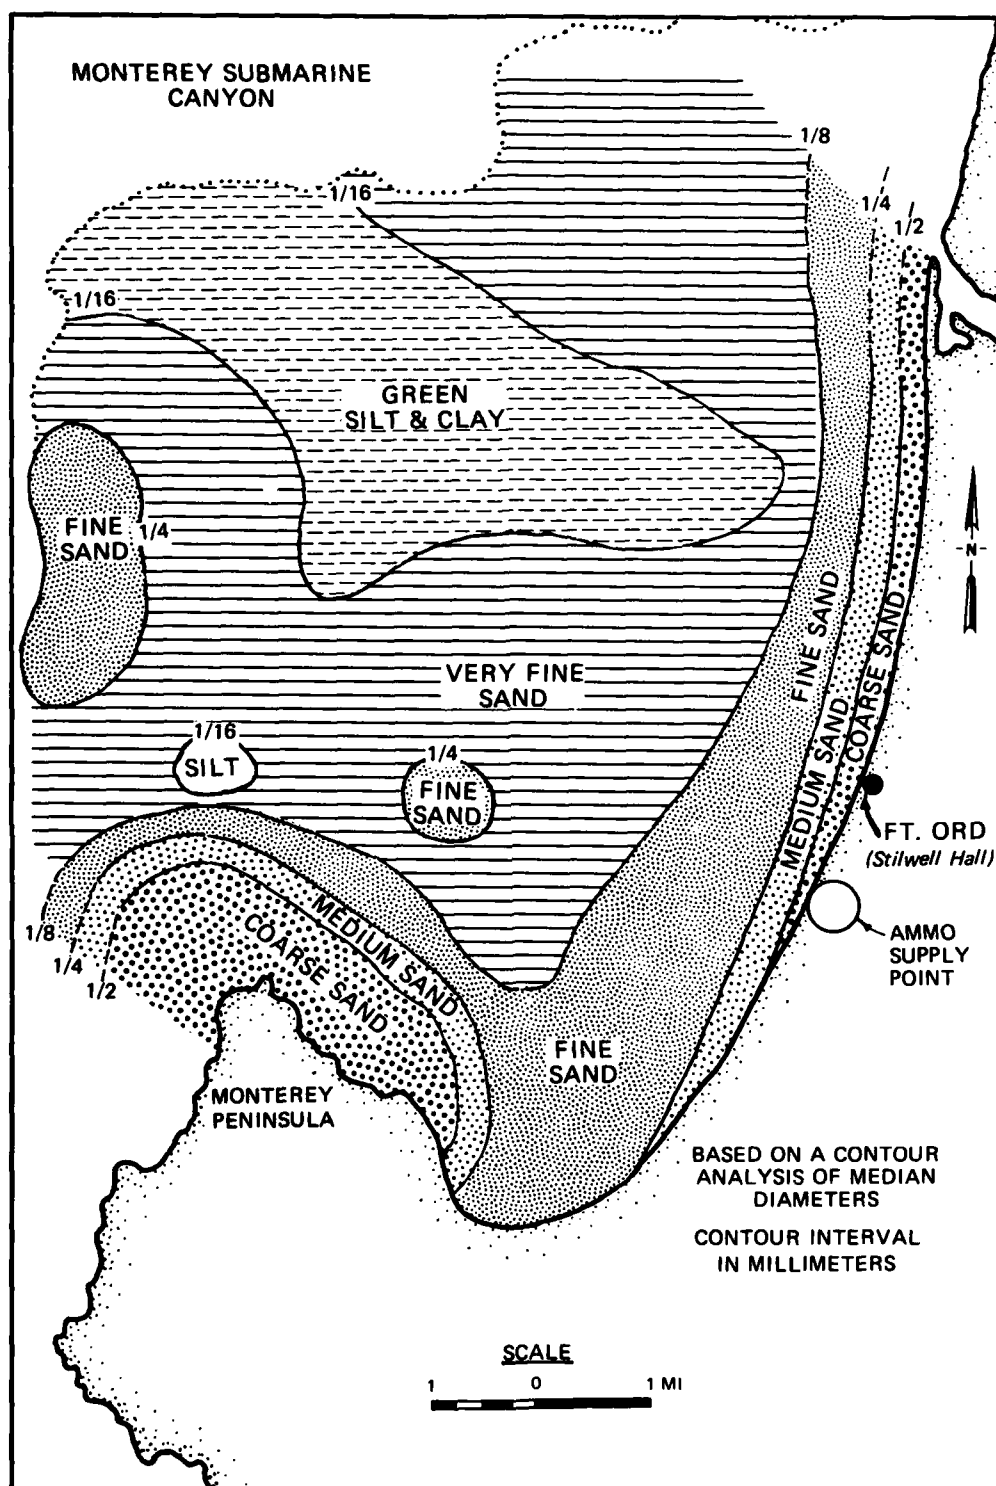 MONTEREY SUBMARINE
CANYON
1/8
1/16
1/4
1/2
1/16
GREEN
SILT & CLAY
FINE
SAND
1/4
N
FINE SAND
VERY FINE
SAND
MEDIUM SAND
COARSE SAND
1/16
SILT
1/4
FINE
SAND
FT. ORD
(Stilwell Hall)
MEDIUM SAND
COARSE SAND
1/8
1/4
1/2
AMMO
SUPPLY
POINT
FINE
SAND
MONTEREY
PENINSULA
BASED ON A CONTOUR
ANALYSIS OF MEDIAN
DIAMETERS
CONTOUR INTERVAL
IN MILLIMETERS
SCALE
1 0 1 MI